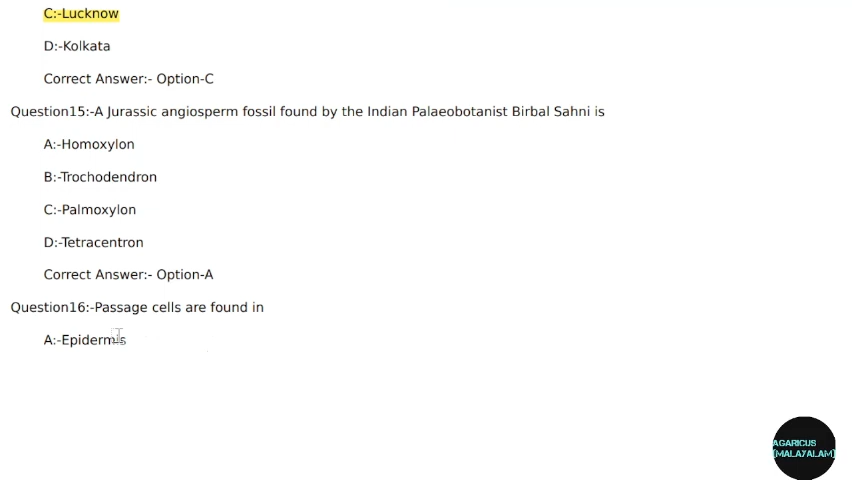 C:-Lucknow
D:-Kolkata
Correct Answer:- Option-C
Question15:-A Jurassic angiosperm fossil found by the Indian Palaeobotanist Birbal Sahni is
A:-Homoxylon
B:-Trochodendron
C:-Palmoxylon
D:-Tetracentron
Correct Answer:- Option-A
Question16:-Passage cells are found in
A:-Epidermis
AGARICUS
[MALAYALAM]